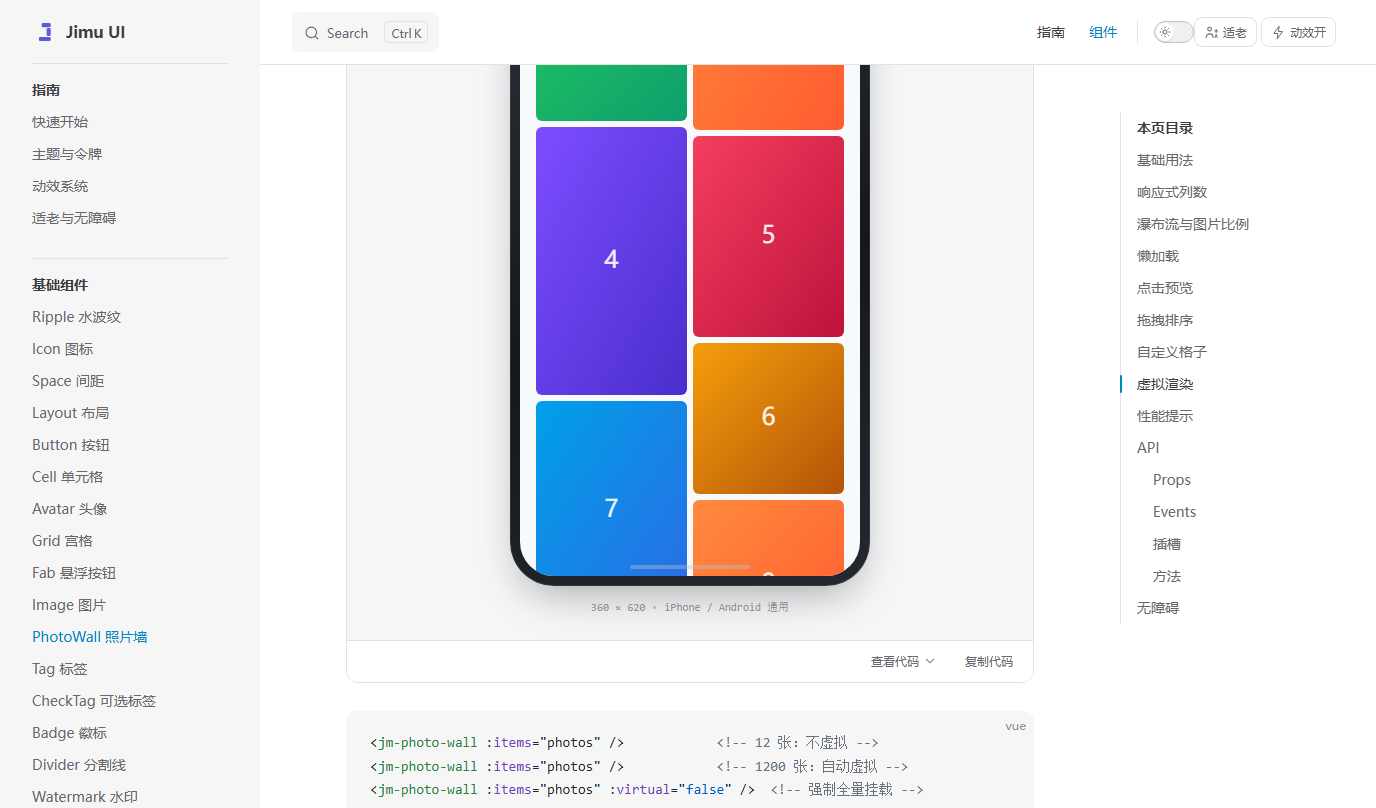 Jimu UI
Search
Ctrl K
指南
组件
适老
动效开
指南
快速开始
主题与令牌
动效系统
适老与无障碍
基础组件
Ripple 水波纹
Icon 图标
Space 间距
Layout 布局
Button 按钮
Cell 单元格
Avatar 头像
Grid 宫格
Fab 悬浮按钮
Image 图片
PhotoWall 照片墙
Tag 标签
CheckTag 可选标签
Badge 徽标
Divider 分割线
Watermark 水印
4
5
6
7
360 × 620 · iPhone / Android 通用
查看代码
复制代码
vue
<jm-photo-wall :items="photos" /> <!-- 12 张：不虚拟 -->
<jm-photo-wall :items="photos" /> <!-- 1200 张：自动虚拟 -->
<jm-photo-wall :items="photos" :virtual="false" /> <!-- 强制全量挂载 -->
本页目录
基础用法
响应式列数
瀑布流与图片比例
懒加载
点击预览
拖拽排序
自定义格子
虚拟渲染
性能提示
API
Props
Events
插槽
方法
无障碍